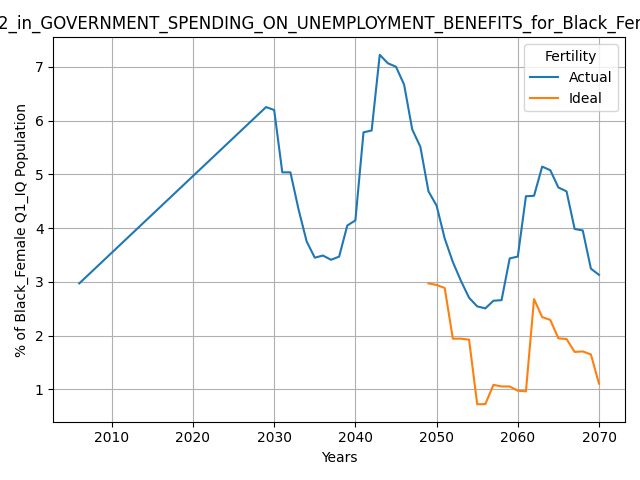 2_in_GOVERNMENT_SPENDING_ON_UNEMPLOYMENT_BENEFITS_for_Black_Fe
Fertility
Actual
Ideal
7
6
5
4
3
2
1
% of Black_Female Q1_IQ Population
2010 2020 2030 2040 2050 2060 2070
Years